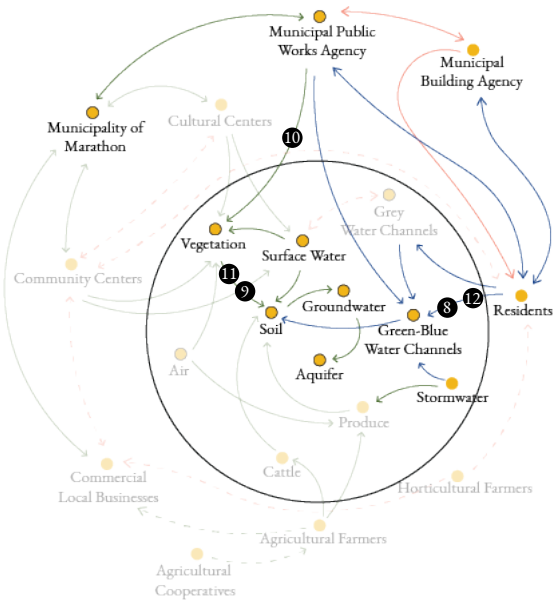 Municipal Public
Works Agency
Municipal
Building Agency
Municipality of
Marathon
Cultural Centers
10
Grey
Water Channels
Vegetation
Surface Water
Community Centers
11
9
Groundwater
Soil
8
12
Residents
Green-Blue
Water Channels
Air
Aquifer
Stormwater
Produce
Cattle
Commercial
Local Businesses
Horticultural Farmers
Agricultural Farmers
Agricultural
Cooperatives